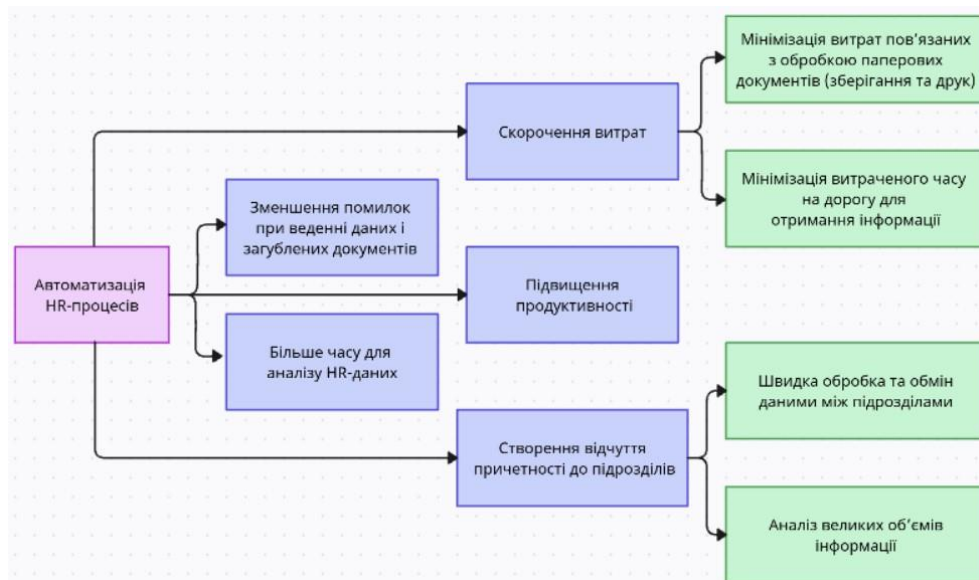 Автоматизація
HR-процесів
Зменшення помилок
при веденні даних і
загублених документів
Більше часу для
аналізу HR-даних
Скорочення витрат
Підвищення
продуктивності
Створення відчуття
причетності до підрозділів
Мінімізація витрат пов’язаних
з обробкою паперових
документів (зберігання та друк)
Мінімізація витраченого часу
на дорогу для
отримання інформації
Швидка обробка та обмін
даними між підрозділами
Аналіз великих об’ємів
інформації